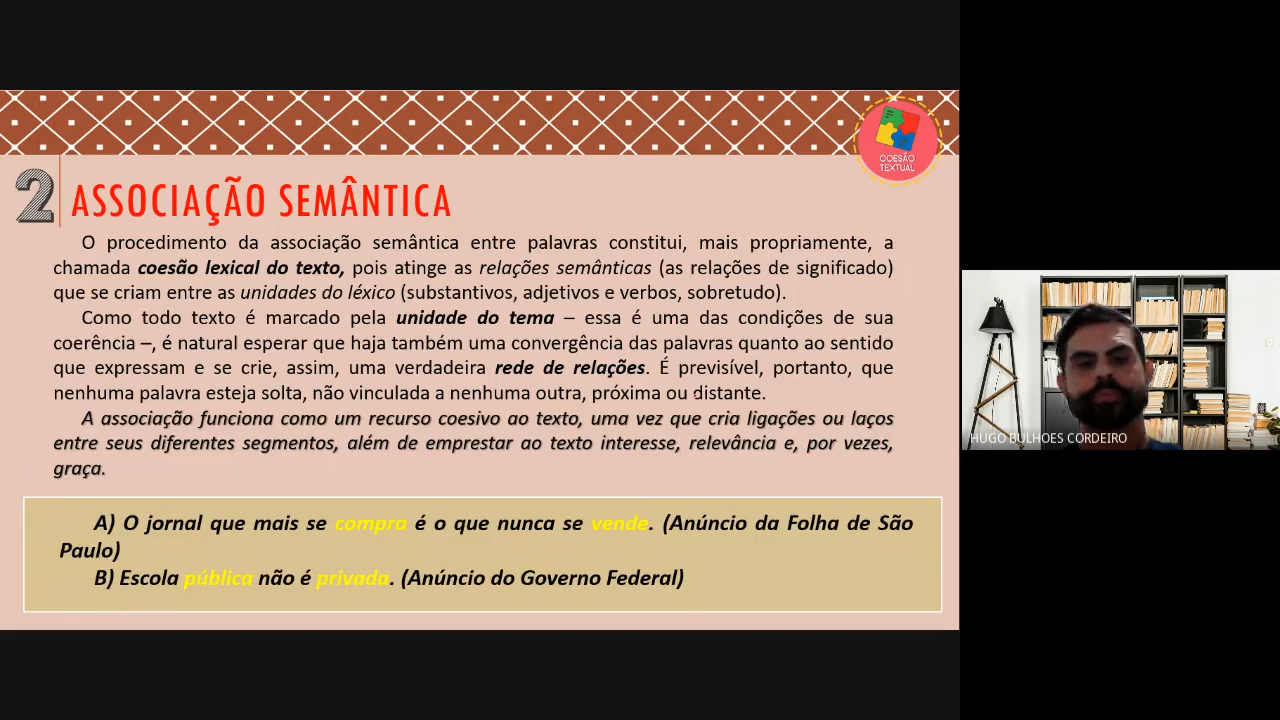 COESÃO
TEXTUAL
2 ASSOCIAÇÃO SEMÂNTICA
O procedimento da associação semântica entre palavras constitui, mais propriamente, a
chamada coesão lexical do texto, pois atinge as relações semânticas (as relações de significado)
que se criam entre as unidades do léxico (substantivos, adjetivos e verbos, sobretudo).
Como todo texto é marcado pela unidade do tema – essa é uma das condições de sua
coerência –, é natural esperar que haja também uma convergência das palavras quanto ao sentido
que expressam e se crie, assim, uma verdadeira rede de relações. É previsível, portanto, que
nenhuma palavra esteja solta, não vinculada a nenhuma outra, próxima ou distante.
A associação funciona como um recurso coesivo ao texto, uma vez que cria ligações ou laços
entre seus diferentes segmentos, além de emprestar ao texto interesse, relevância e, por vezes,
graça.
A) O jornal que mais se compra é o que nunca se vende. (Anúncio da Folha de São
Paulo)
B) Escola pública não é privada. (Anúncio do Governo Federal)
HUGO BULHOES CORDEIRO